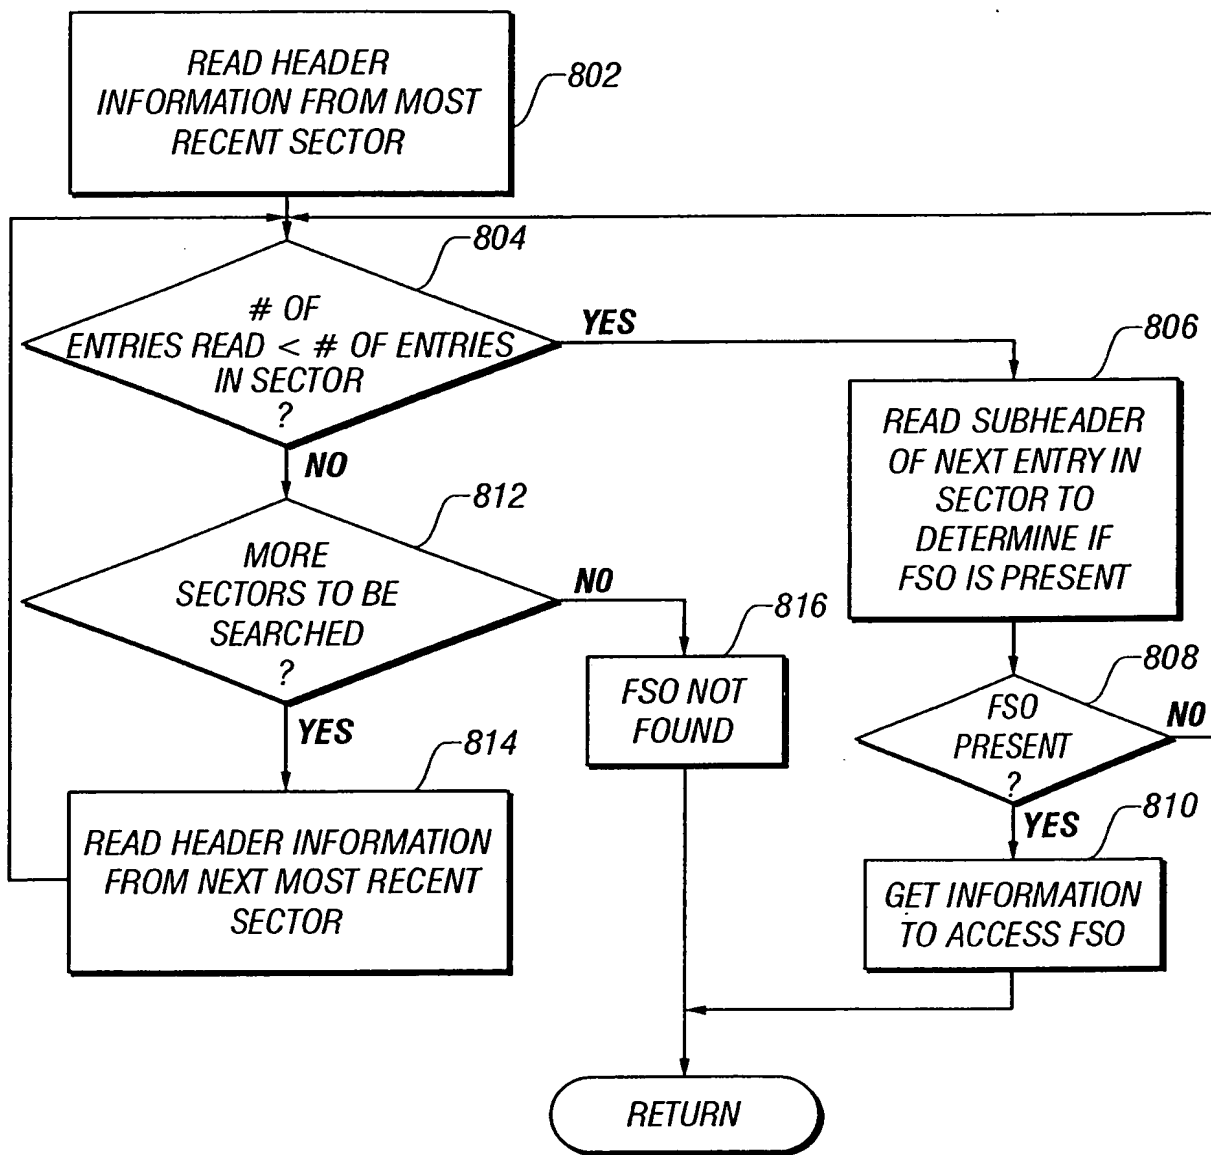 READ HEADER
INFORMATION FROM MOST
RECENT SECTOR
802
804
# OF
ENTRIES READ < # OF ENTRIES
IN SECTOR
?
YES
NO
806
READ SUBHEADER
OF NEXT ENTRY IN
SECTOR TO
DETERMINE IF
FSO IS PRESENT
812
MORE
SECTORS TO BE
SEARCHED
?
NO
YES
816
FSO NOT
FOUND
808
FSO
PRESENT
?
NO
YES
814
READ HEADER INFORMATION
FROM NEXT MOST RECENT
SECTOR
810
GET INFORMATION
TO ACCESS FSO
RETURN